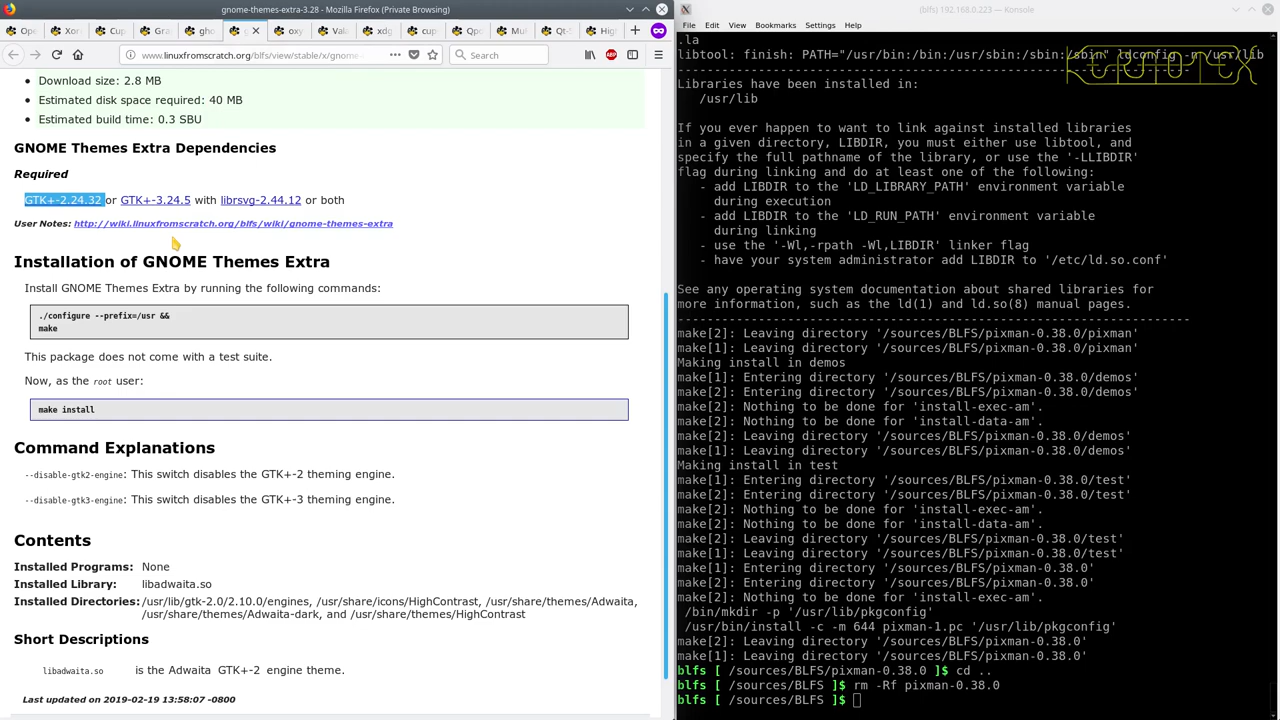 gnome-themes-extra-3.28 - Mozilla Firefox (Private Browsing)
Ope
Cup
Gra
gho
g
oxy
Valu
xdg
cup
Qpd
Mul
Qt-5
Hig
www.linuxfromscratch.org/blfs/view/stable/x/gnome-
Search
ABP
Download size: 2.8 MB
Estimated disk space required: 40 MB
Estimated build time: 0.3 SBU
GNOME Themes Extra Dependencies
Required
GTK+-2.24.32 or GTK+-3.24.5 with librsvg-2.44.12 or both
User Notes: http://wiki.linuxfromscratch.org/blfs/wiki/gnome-themes-extra
Installation of GNOME Themes Extra
Install GNOME Themes Extra by running the following commands:
./configure --prefix=/usr &&
make
This package does not come with a test suite.
Now, as the root user:
make install
Command Explanations
--disable-gtk2-engine: This switch disables the GTK+-2 theming engine.
--disable-gtk3-engine: This switch disables the GTK+-3 theming engine.
Contents
Installed Programs: None
Installed Library: libadwaita.so
Installed Directories: /usr/lib/gtk-2.0/2.10.0/engines, /usr/share/icons/HighContrast, /usr/share/themes/Adwaita,
/usr/share/themes/Adwaita-dark, and /usr/share/themes/HighContrast
Short Descriptions
libadwaita.so is the Adwaita GTK+-2 engine theme.
Last updated on 2019-02-19 13:58:07 -0800
(blfs) 192.168.0.223 — Konsole
File Edit View Bookmarks Settings Help
.la
libtool: finish: PATH="/usr/bin:/bin:/usr/sbin:/sbin:/sbin" ldconfig -n /usr/lib
----------------------------------------------------------------------
Libraries have been installed in:
/usr/lib
If you ever happen to want to link against installed libraries
in a given directory, LIBDIR, you must either use libtool, and
specify the full pathname of the library, or use the '-LLIBDIR'
flag during linking and do at least one of the following:
- add LIBDIR to the 'LD_LIBRARY_PATH' environment variable
during execution
- add LIBDIR to the 'LD_RUN_PATH' environment variable
during linking
- use the '-Wl,-rpath -Wl,LIBDIR' linker flag
- have your system administrator add LIBDIR to '/etc/ld.so.conf'
See any operating system documentation about shared libraries for
more information, such as the ld(1) and ld.so(8) manual pages.
----------------------------------------------------------------------
make[2]: Leaving directory '/sources/BLFS/pixman-0.38.0/pixman'
make[1]: Leaving directory '/sources/BLFS/pixman-0.38.0/pixman'
Making install in demos
make[1]: Entering directory '/sources/BLFS/pixman-0.38.0/demos'
make[2]: Entering directory '/sources/BLFS/pixman-0.38.0/demos'
make[2]: Nothing to be done for 'install-exec-am'.
make[2]: Nothing to be done for 'install-data-am'.
make[2]: Leaving directory '/sources/BLFS/pixman-0.38.0/demos'
make[1]: Leaving directory '/sources/BLFS/pixman-0.38.0/demos'
Making install in test
make[1]: Entering directory '/sources/BLFS/pixman-0.38.0/test'
make[2]: Entering directory '/sources/BLFS/pixman-0.38.0/test'
make[2]: Nothing to be done for 'install-exec-am'.
make[2]: Nothing to be done for 'install-data-am'.
make[2]: Leaving directory '/sources/BLFS/pixman-0.38.0/test'
make[1]: Leaving directory '/sources/BLFS/pixman-0.38.0/test'
make[1]: Entering directory '/sources/BLFS/pixman-0.38.0'
make[2]: Entering directory '/sources/BLFS/pixman-0.38.0'
make[2]: Nothing to be done for 'install-exec-am'.
/bin/mkdir -p '/usr/lib/pkgconfig'
/usr/bin/install -c -m 644 pixman-1.pc '/usr/lib/pkgconfig'
make[2]: Leaving directory '/sources/BLFS/pixman-0.38.0'
make[1]: Leaving directory '/sources/BLFS/pixman-0.38.0'
blfs [ /sources/BLFS/pixman-0.38.0 ]$ cd ..
blfs [ /sources/BLFS ]$ rm -Rf pixman-0.38.0
blfs [ /sources/BLFS ]$